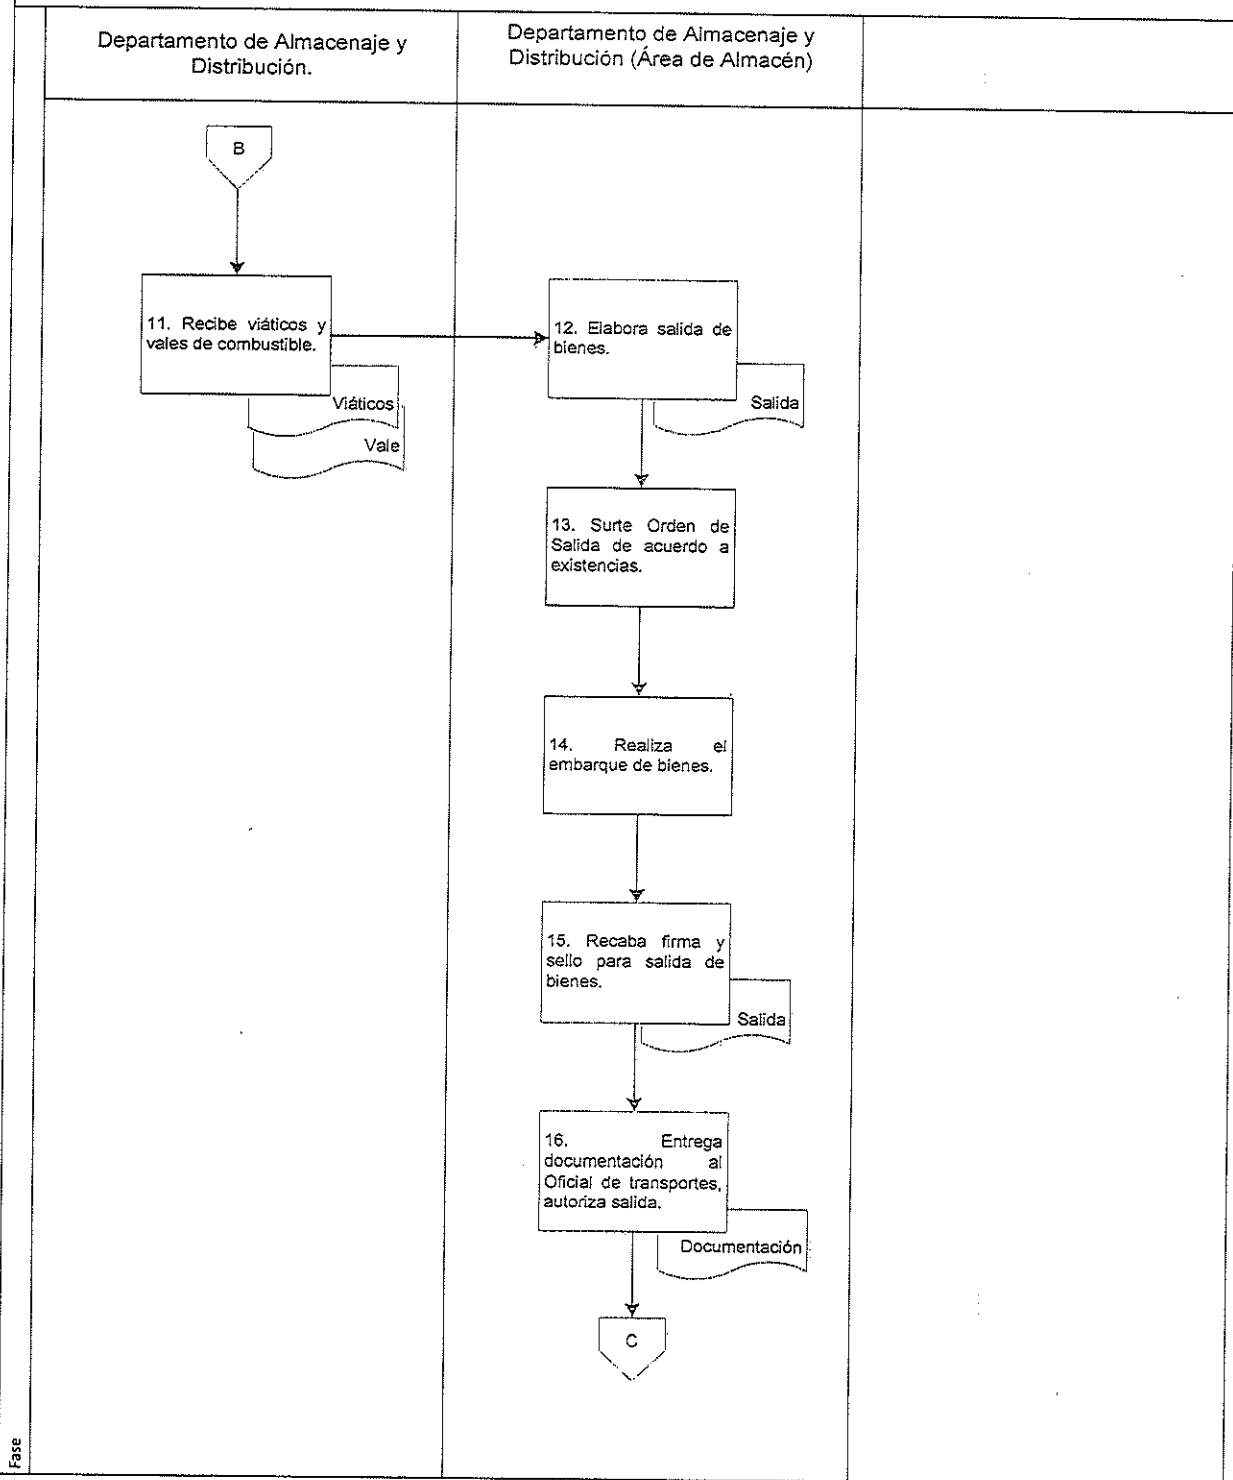 Departamento de Almacenaje y
Distribución.
Departamento de Almacenaje y
Distribución (Área de Almacén)
B
11. Recibe viáticos y
vales de combustible.
Viáticos
Vale
12. Elabora salida de
bienes.
Salida
13. Surte Orden de
Salida de acuerdo a
existencias.
14. Realiza el
embarque de bienes.
15. Recaba firma y
sello para salida de
bienes.
Salida
16. Entrega
documentación al
Oficial de transportes,
autoriza salida.
Documentación
C
Fase